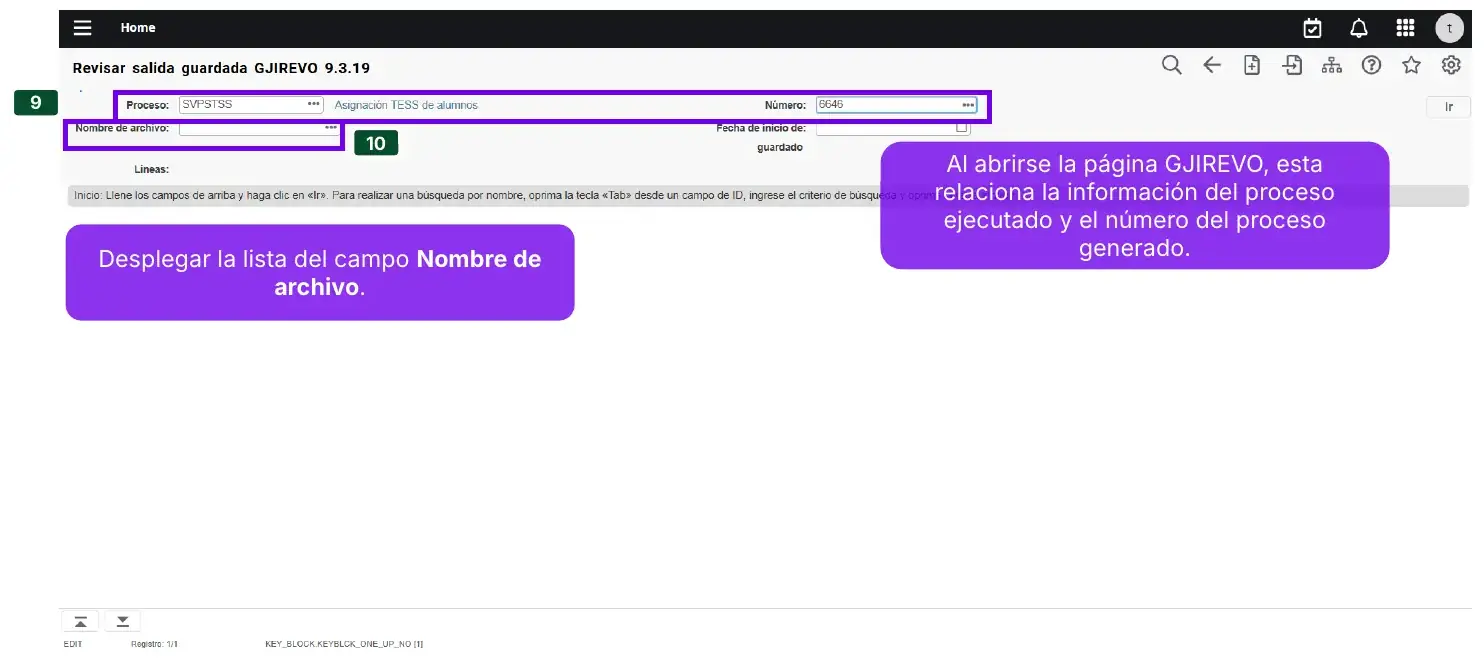 Home
t
Revisar salida guardada GJIREVO 9.3.19
9
Proceso: SVPSTSS Asignación TESS de alumnos Número: 6646
Ir
Nombre de archivo:
10
Fecha de inicio de:
guardado
Líneas:
Inicio: Llene los campos de arriba y haga clic en «Ir». Para realizar una búsqueda por nombre, oprima la tecla «Tab» desde un campo de ID, ingrese el criterio de búsqueda y oprima
Al abrirse la página GJIREVO, esta
relaciona la información del proceso
ejecutado y el número del proceso
generado.
Desplegar la lista del campo Nombre de
archivo.
EDIT Registro: 1/1 KEY_BLOCK.KEYBLCK_ONE_UP_NO [1]